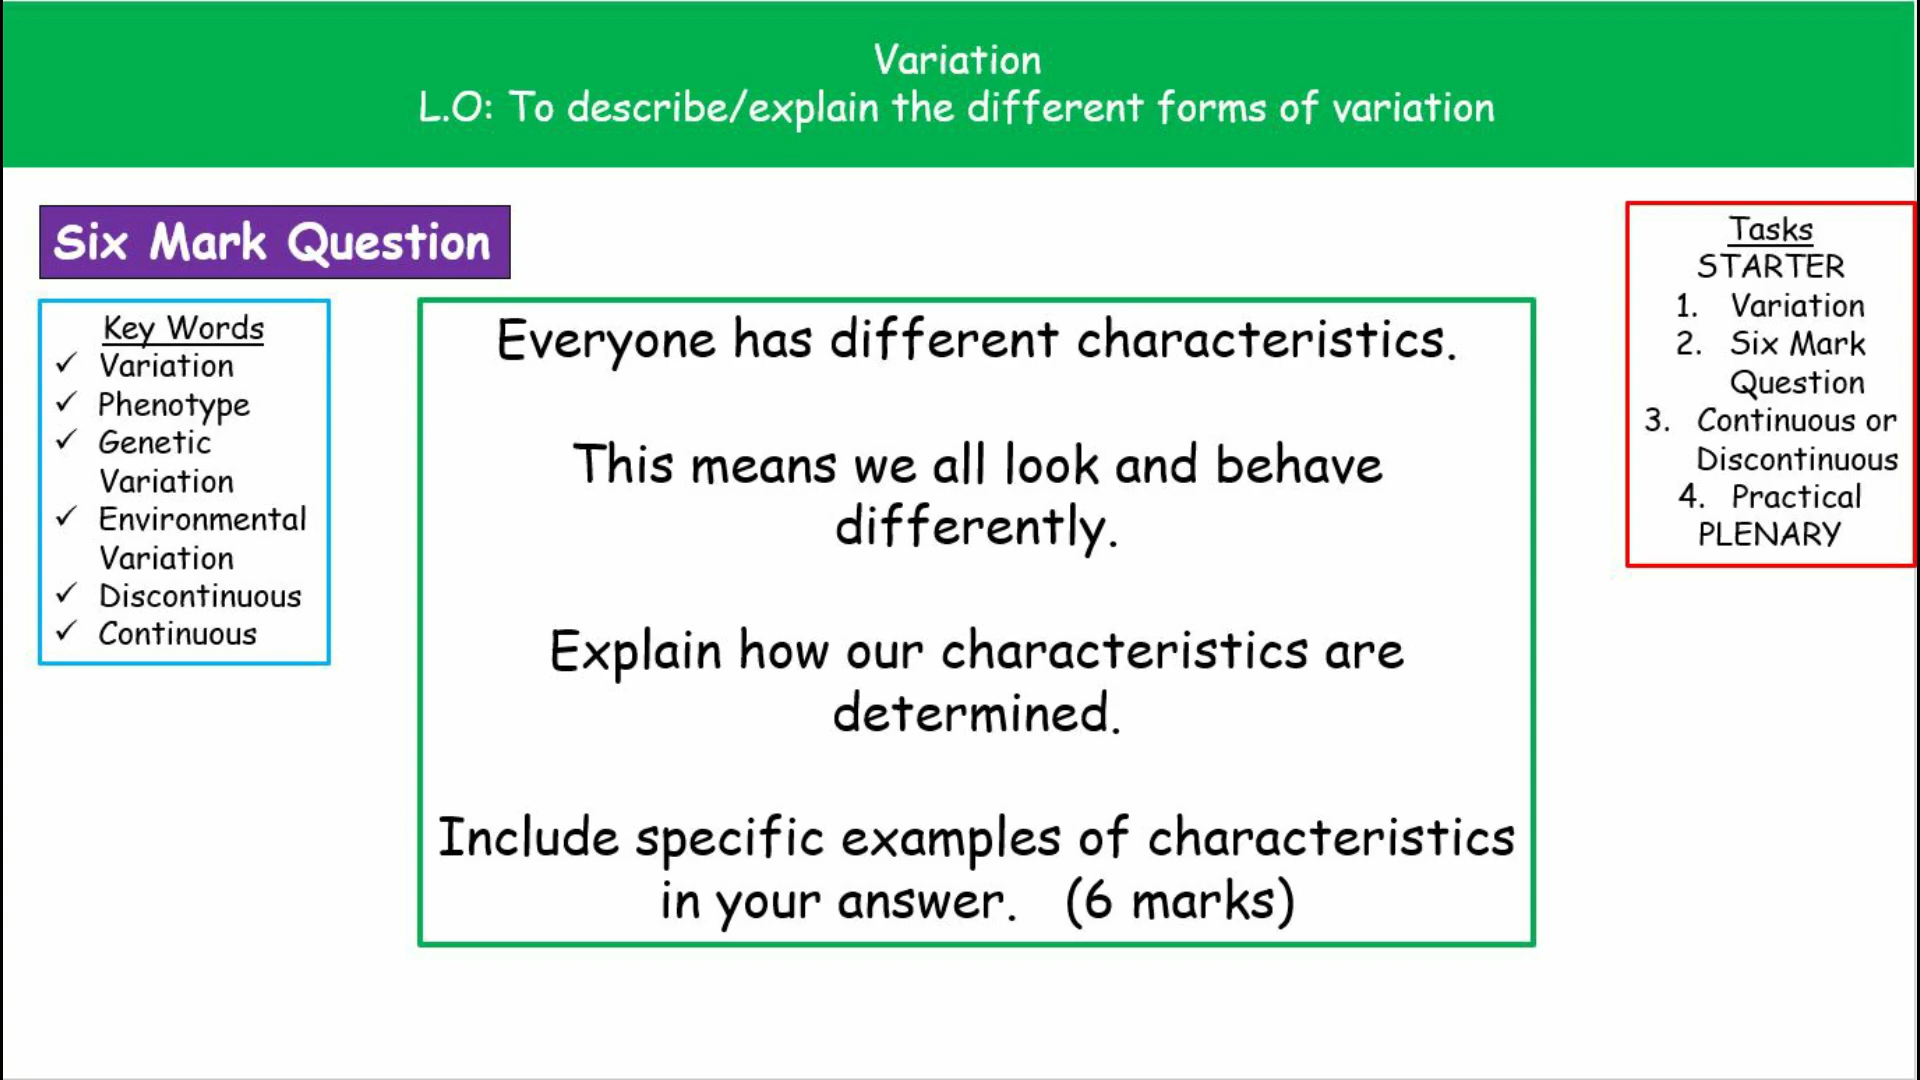 Variation
L.O: To describe/explain the different forms of variation
Six Mark Question
Key Words
✓ Variation
✓ Phenotype
✓ Genetic
Variation
✓ Environmental
Variation
✓ Discontinuous
✓ Continuous
Everyone has different characteristics.
This means we all look and behave
differently.
Explain how our characteristics are
determined.
Include specific examples of characteristics
in your answer. (6 marks)
Tasks
STARTER
1. Variation
2. Six Mark
Question
3. Continuous or
Discontinuous
4. Practical
PLENARY